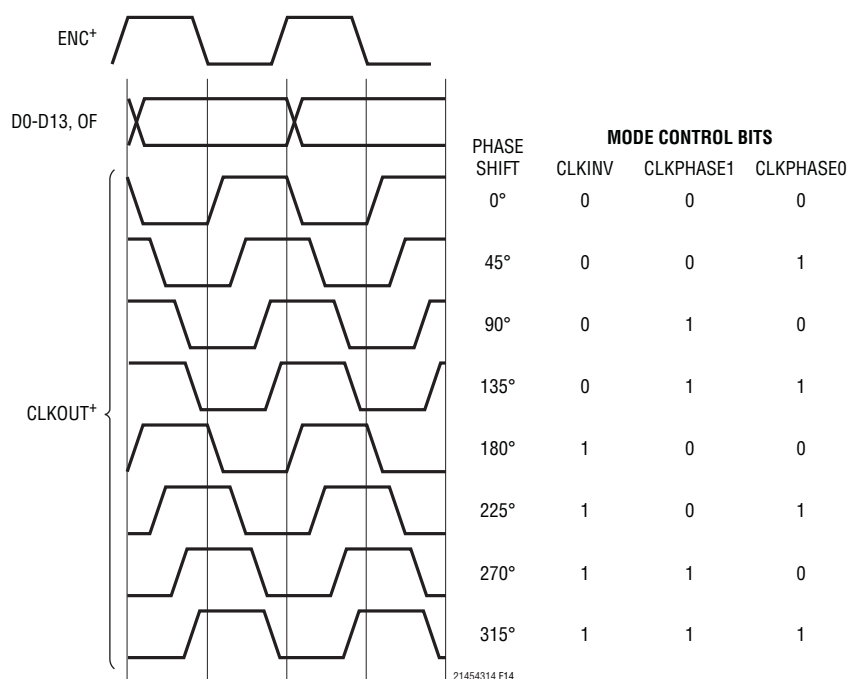 ENC+
D0-D13, OF
CLKOUT+
PHASE SHIFT
MODE CONTROL BITS
CLKINV CLKPHASE1 CLKPHASE0
0° 0 0 0
45° 0 0 1
90° 0 1 0
135° 0 1 1
180° 1 0 0
225° 1 0 1
270° 1 1 0
315° 1 1 1
21454314 F14